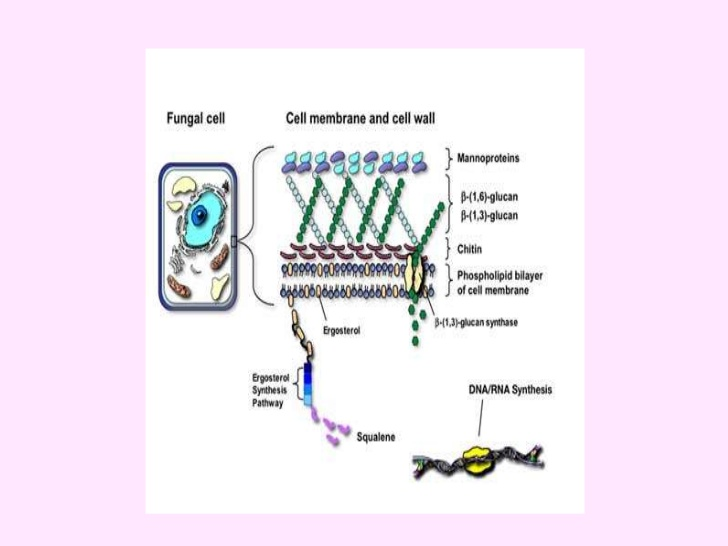 Fungal cell
Cell membrane and cell wall
Mannoproteins
β-(1,6)-glucan
β-(1,3)-glucan
Chitin
Phospholipid bilayer
of cell membrane
β-(1,3)-glucan synthase
Ergosterol
Ergosterol
Synthesis
Pathway
Squalene
DNA/RNA Synthesis